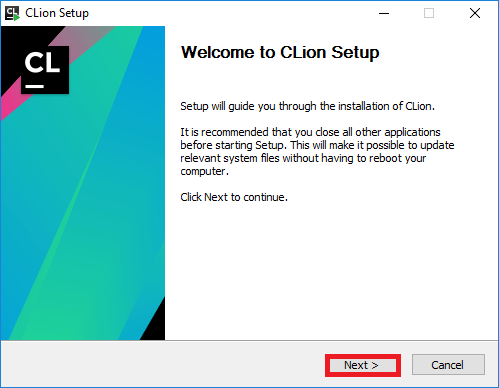 CLion Setup
CL
Welcome to CLion Setup
Setup will guide you through the installation of CLion.
It is recommended that you close all other applications
before starting Setup. This will make it possible to update
relevant system files without having to reboot your
computer.
Click Next to continue.
Next >
Cancel